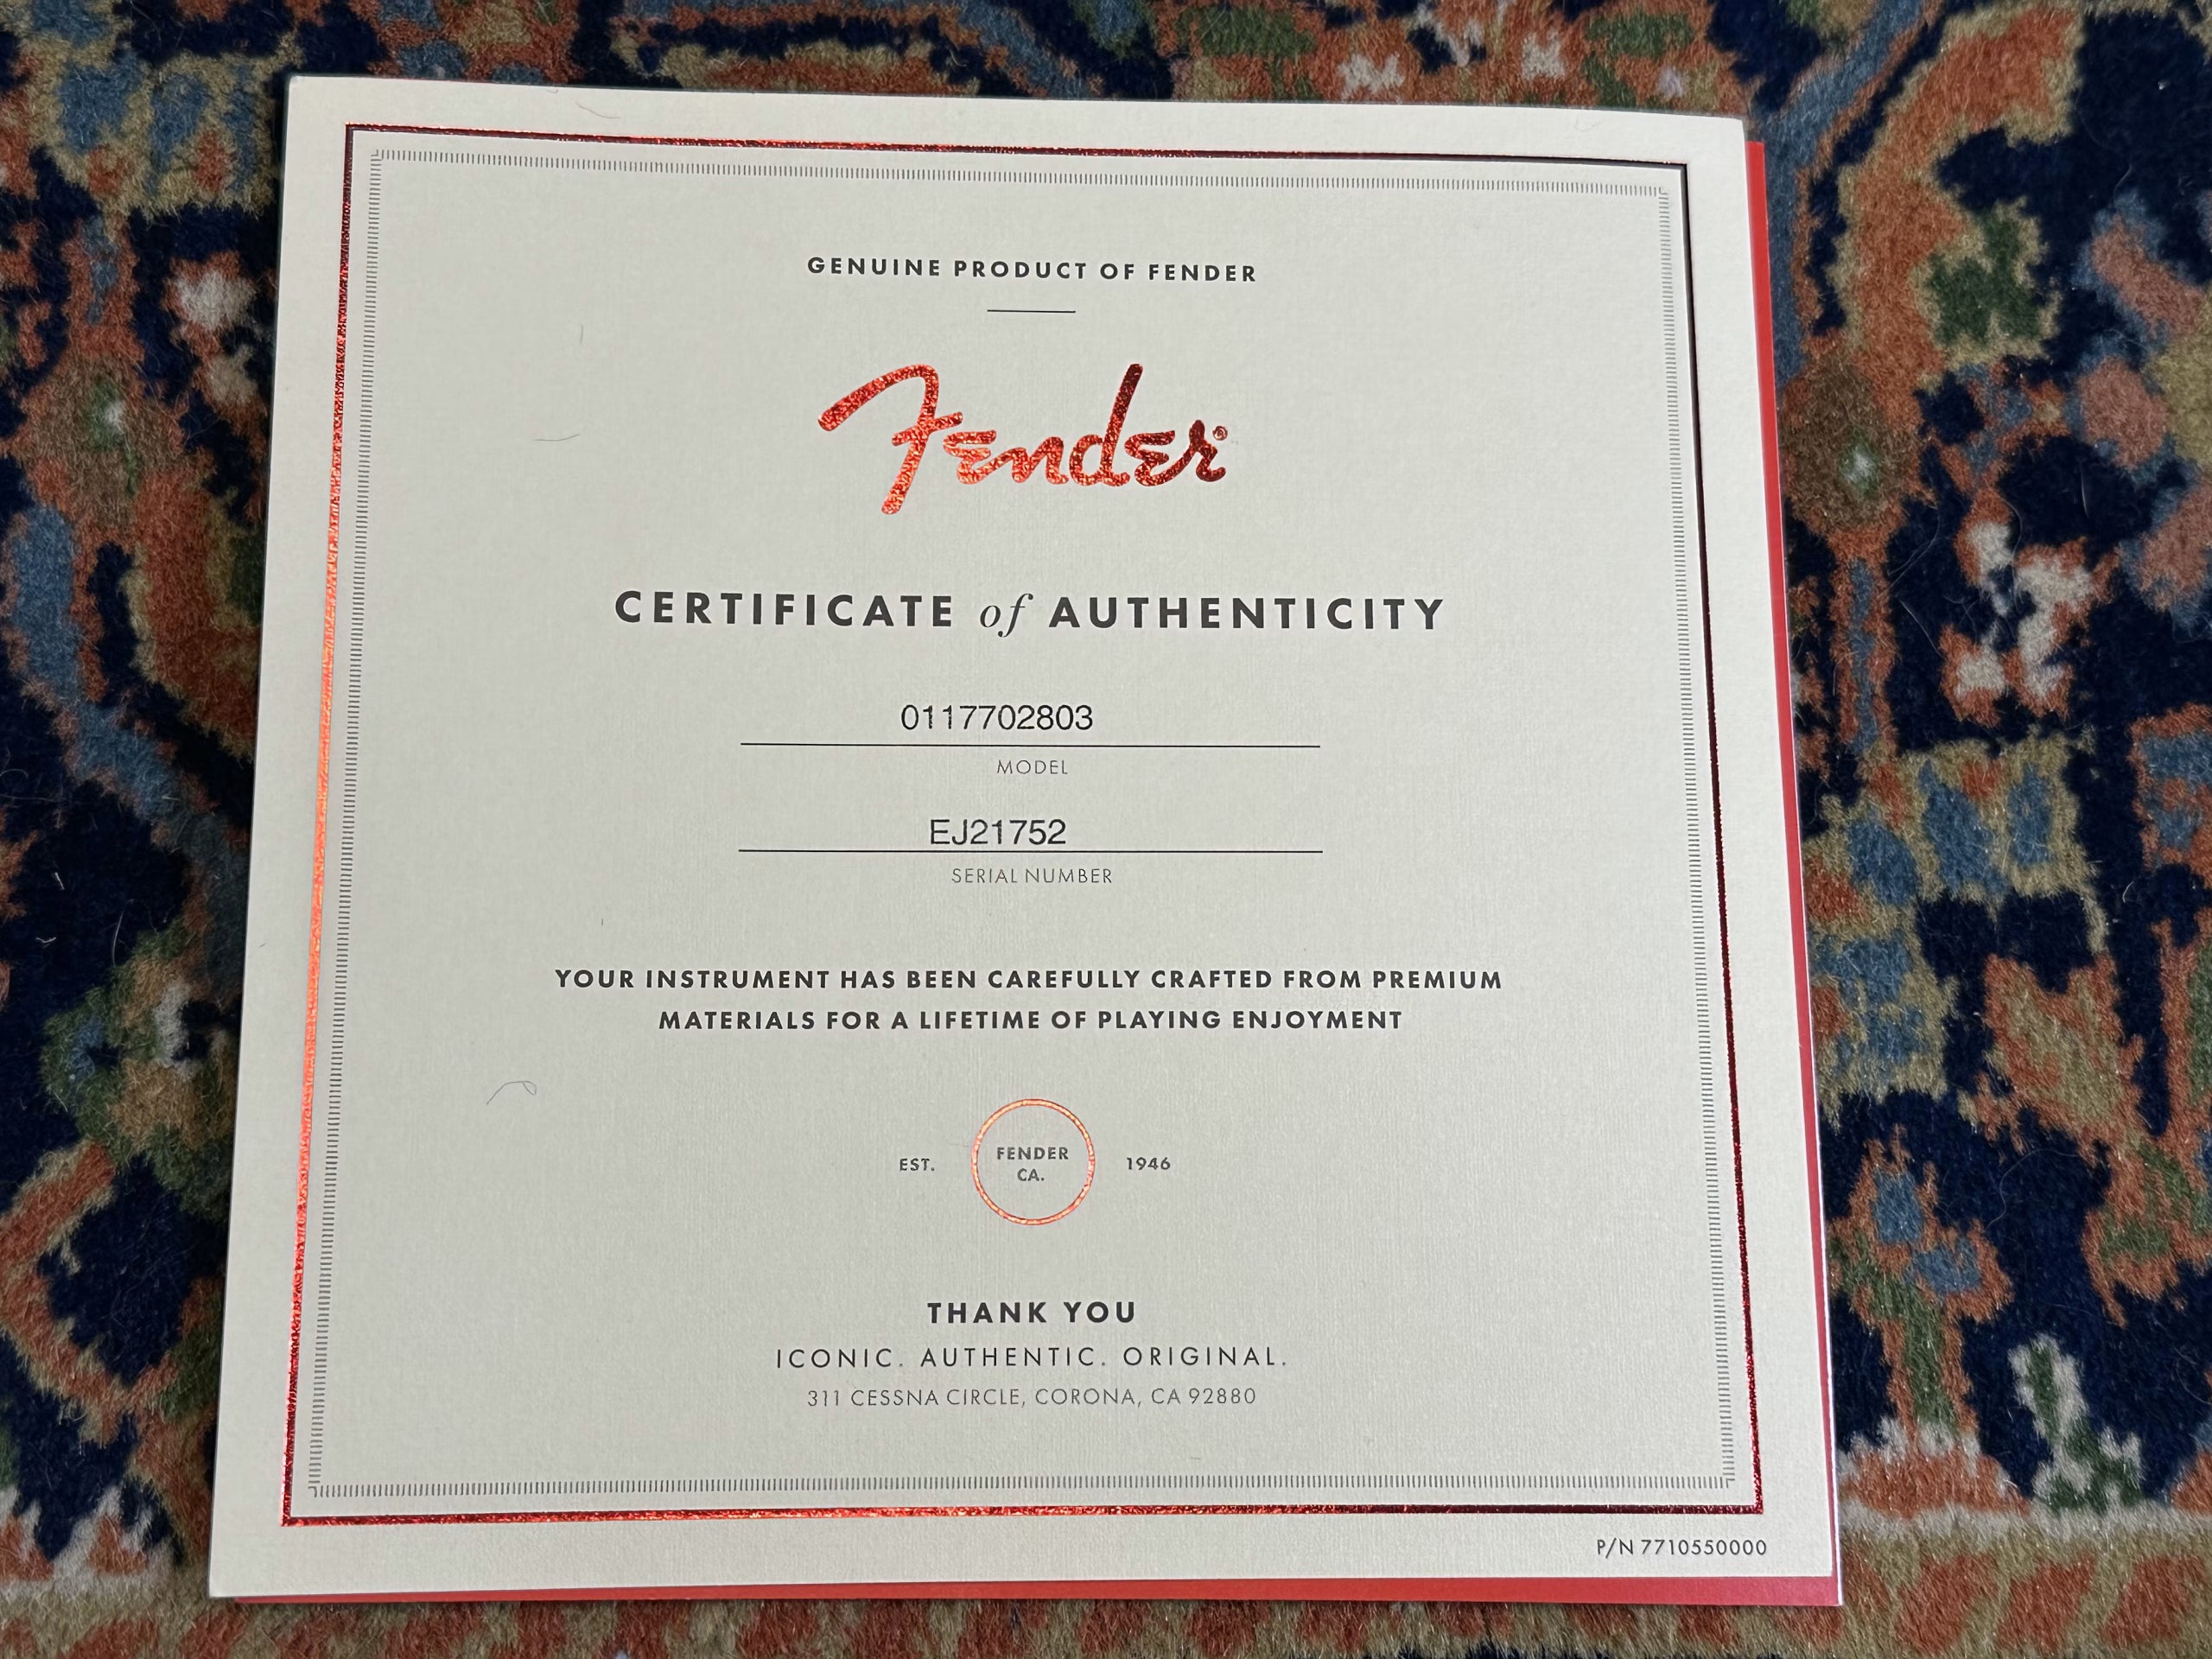 GENUINE PRODUCT OF FENDER
Fender®
CERTIFICATE of AUTHENTICITY
0117702803
MODEL
EJ21752
SERIAL NUMBER
YOUR INSTRUMENT HAS BEEN CAREFULLY CRAFTED FROM PREMIUM
MATERIALS FOR A LIFETIME OF PLAYING ENJOYMENT
EST. FENDER CA. 1946
THANK YOU
ICONIC. AUTHENTIC. ORIGINAL.
311 CESSNA CIRCLE, CORONA, CA 92880
P/N 7710550000